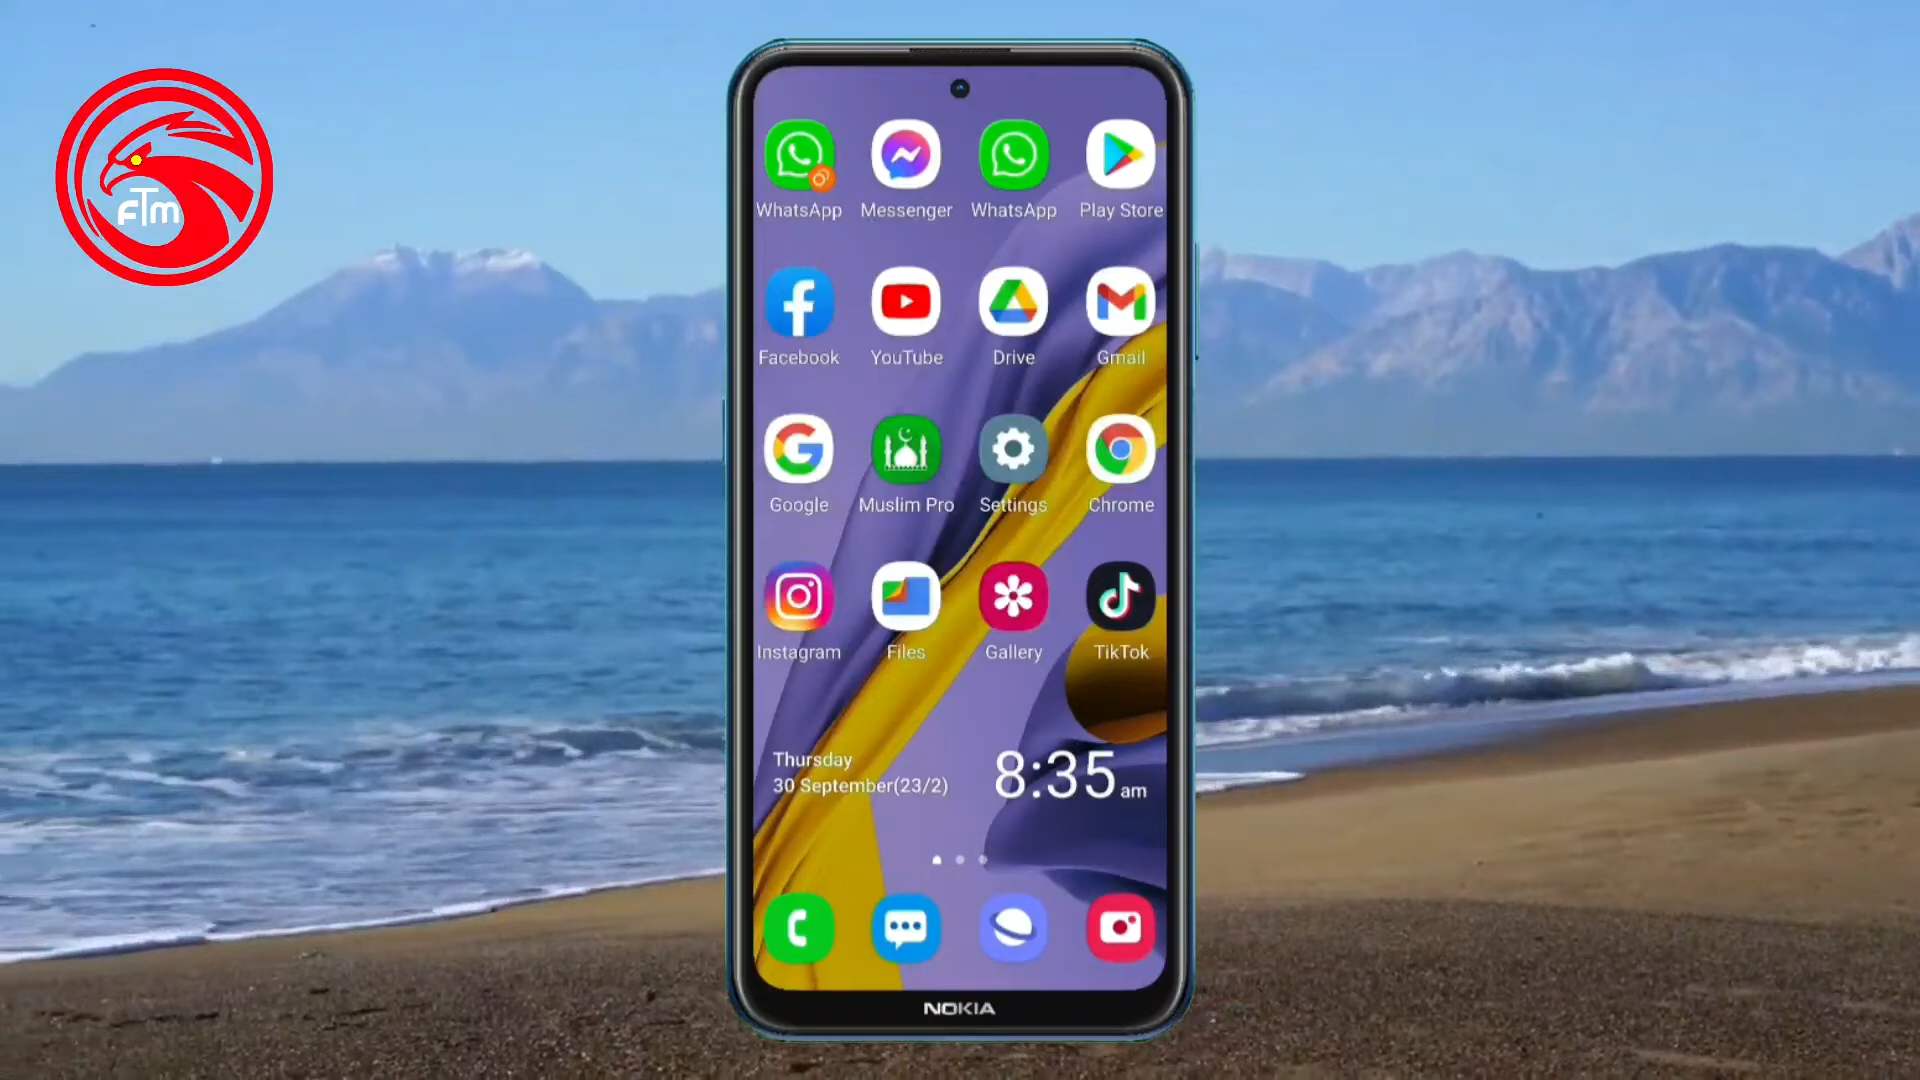 fTm
WhatsApp Messenger WhatsApp Play Store
Facebook YouTube Drive Gmail
Google Muslim Pro Settings Chrome
Instagram Files Gallery TikTok
Thursday
30 September(23/2)
8:35 am
NOKIA